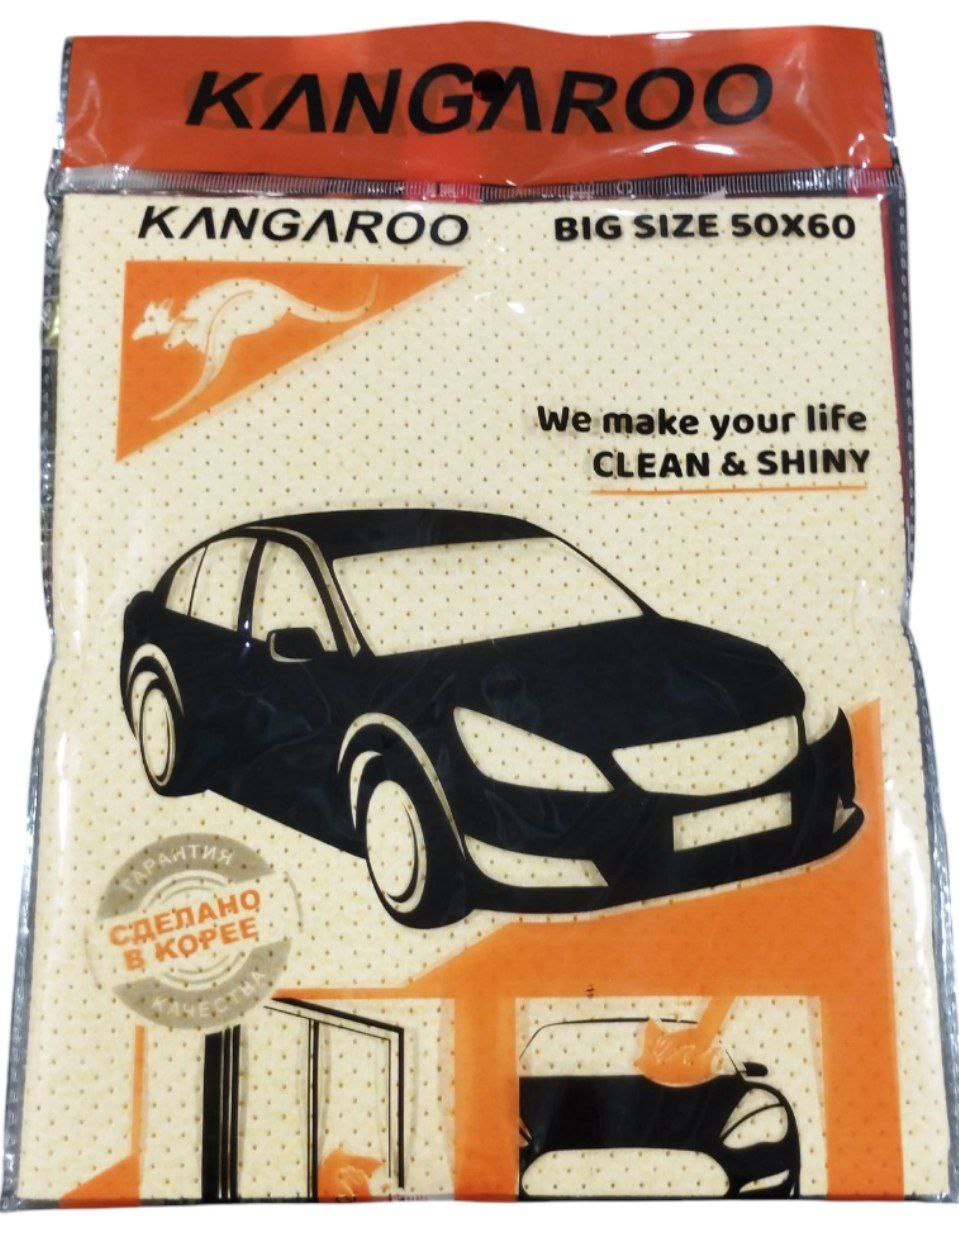 KANGAROO
KANGAROO
BIG SIZE 50X60
We make your life
CLEAN & SHINY
ГАРАНТИЯ
СДЕЛАНО
В КОРЕЕ
КАЧЕСТВА